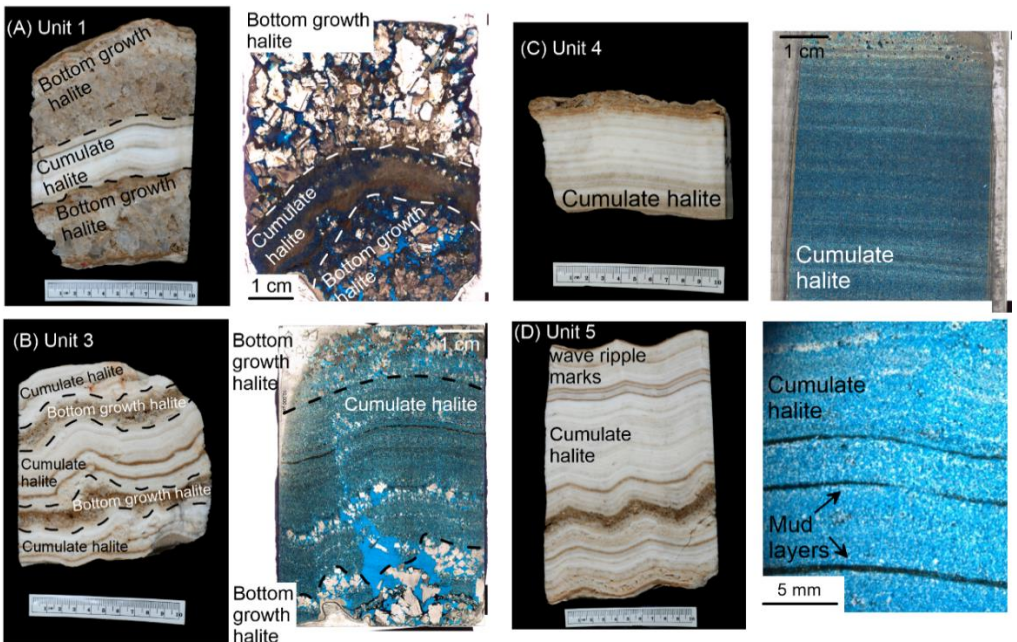 (A) Unit 1
Bottom growth
halite
Cumulate
halite
Bottom growth
halite
Bottom growth
halite
Cumulate
halite
Bottom growth
halite
1 cm
(C) Unit 4
Cumulate halite
1 cm
Cumulate
halite
(B) Unit 3
Cumulate halite
Bottom growth halite
Cumulate
halite
Bottom growth halite
Cumulate halite
Bottom
growth
halite
1 cm
Cumulate halite
Bottom
growth
halite
(D) Unit 5
wave ripple
marks
Cumulate
halite
Cumulate
halite
Mud
layers
5 mm